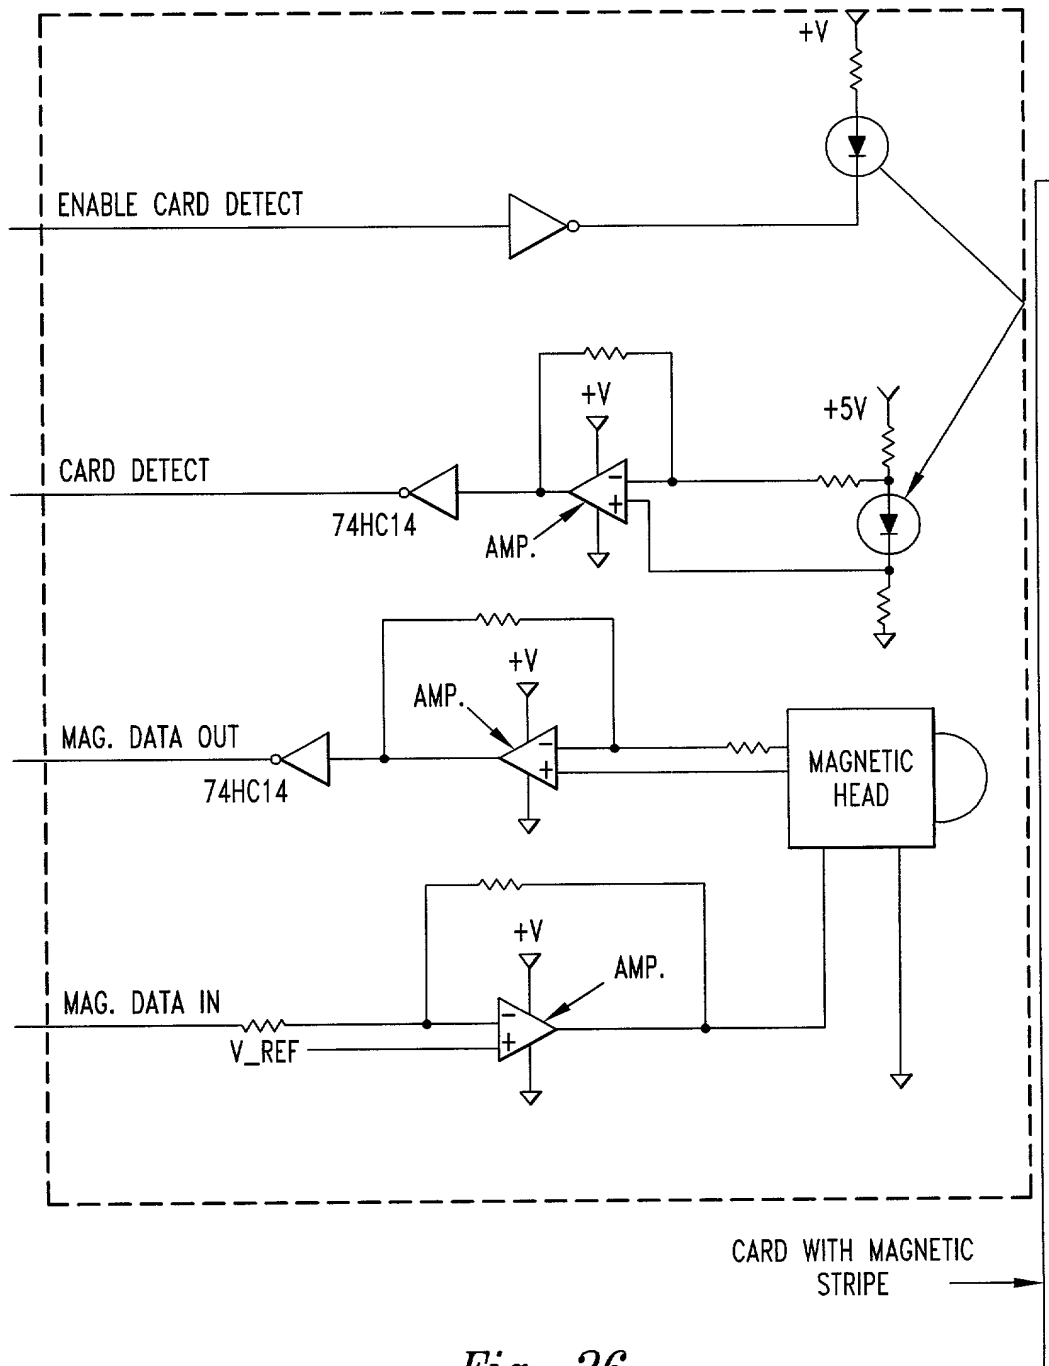 +V
ENABLE CARD DETECT
+V
+5V
CARD DETECT
-
+
74HC14
AMP.
+V
AMP.
MAG. DATA OUT
-
+
74HC14
MAGNETIC
HEAD
+V
AMP.
MAG. DATA IN
-
+
V_REF
CARD WITH MAGNETIC
STRIPE
Fig. 26